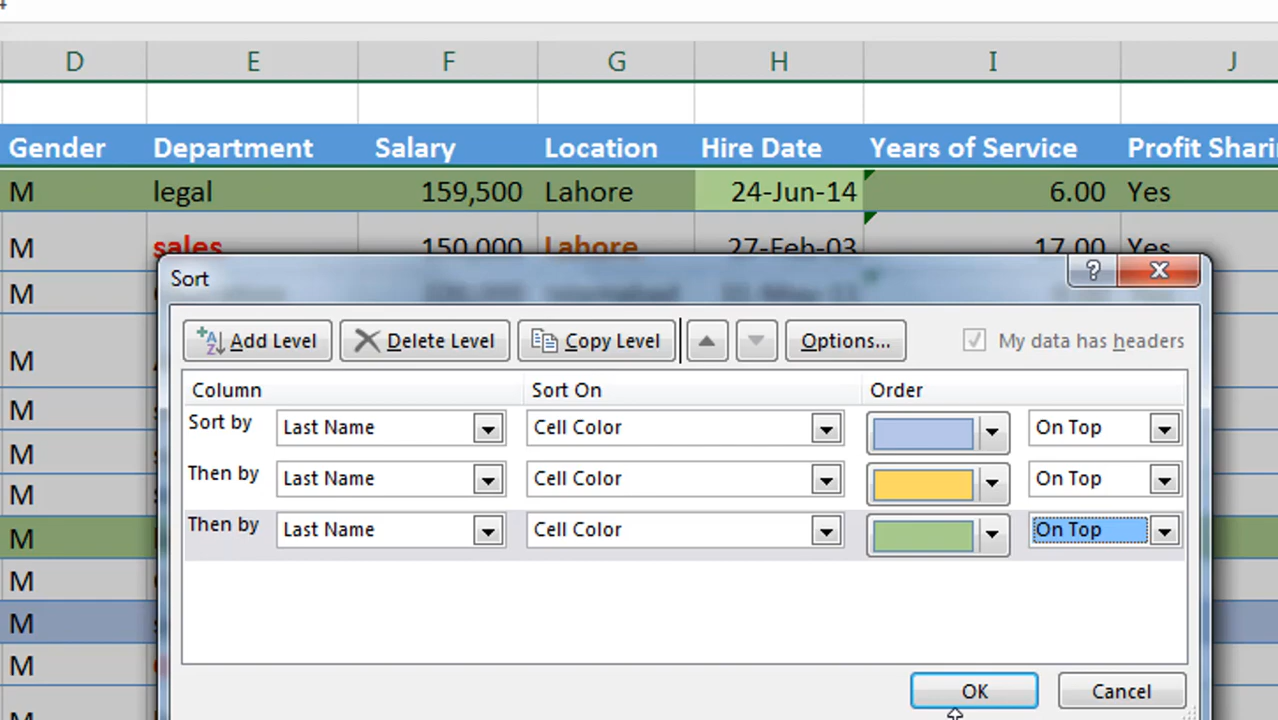 D E F G H I J
Gender Department Salary Location Hire Date Years of Service Profit Shari
M legal 159,500 Lahore 24-Jun-14 6.00 Yes
M sales 150,000 Lahore 27-Feb-03 17.00 Yes
M
Sort
? X
Add Level Delete Level Copy Level Options... My data has headers
Column Sort On Order
M
Sort by Last Name Cell Color On Top
M
Then by Last Name Cell Color On Top
M
M
Then by Last Name Cell Color On Top
M
M
M
M
OK Cancel
M